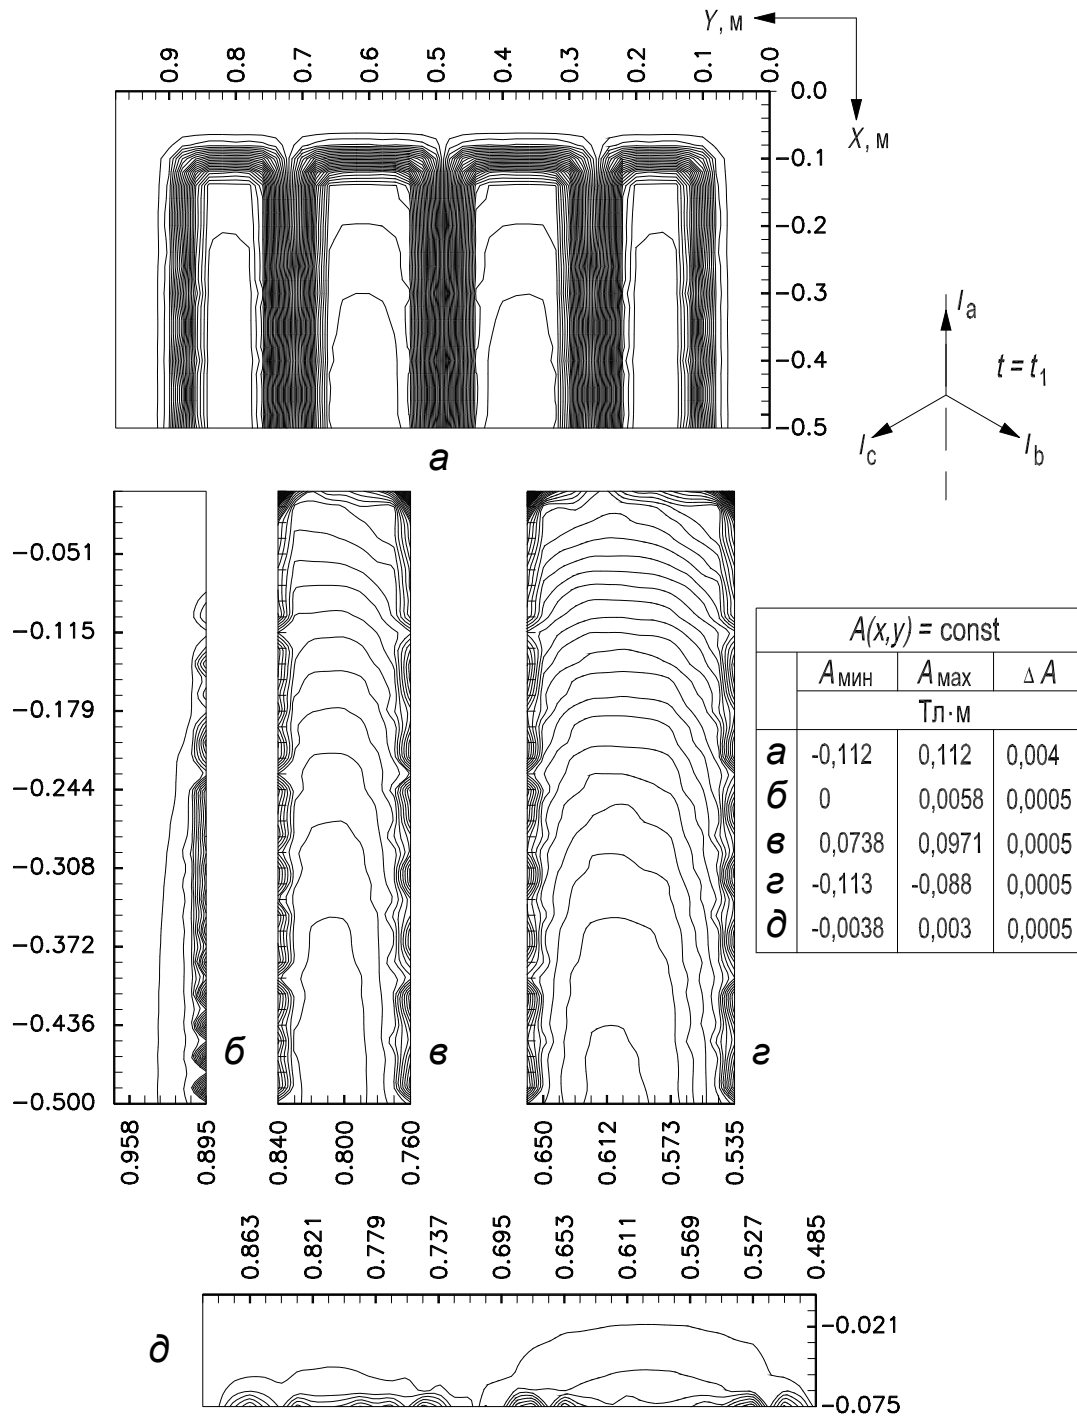 Y, м
0.9 0.8 0.7 0.6 0.5 0.4 0.3 0.2 0.1 0.0
0.0
X, м
-0.1
-0.2
-0.3
-0.4
-0.5
а
Ia
t = t1
Ic
Ib
-0.051
-0.115
-0.179
-0.244
-0.308
-0.372
-0.436
-0.500
б
в
г
0.958 0.895 0.840 0.800 0.760 0.650 0.612 0.573 0.535
A(x,y) = const
Aмин Aмах Δ A
Тл·м
а -0,112 0,112 0,004
б 0 0,0058 0,0005
в 0,0738 0,0971 0,0005
г -0,113 -0,088 0,0005
д -0,0038 0,003 0,0005
0.863 0.821 0.779 0.737 0.695 0.653 0.611 0.569 0.527 0.485
-0.021
д
-0.075